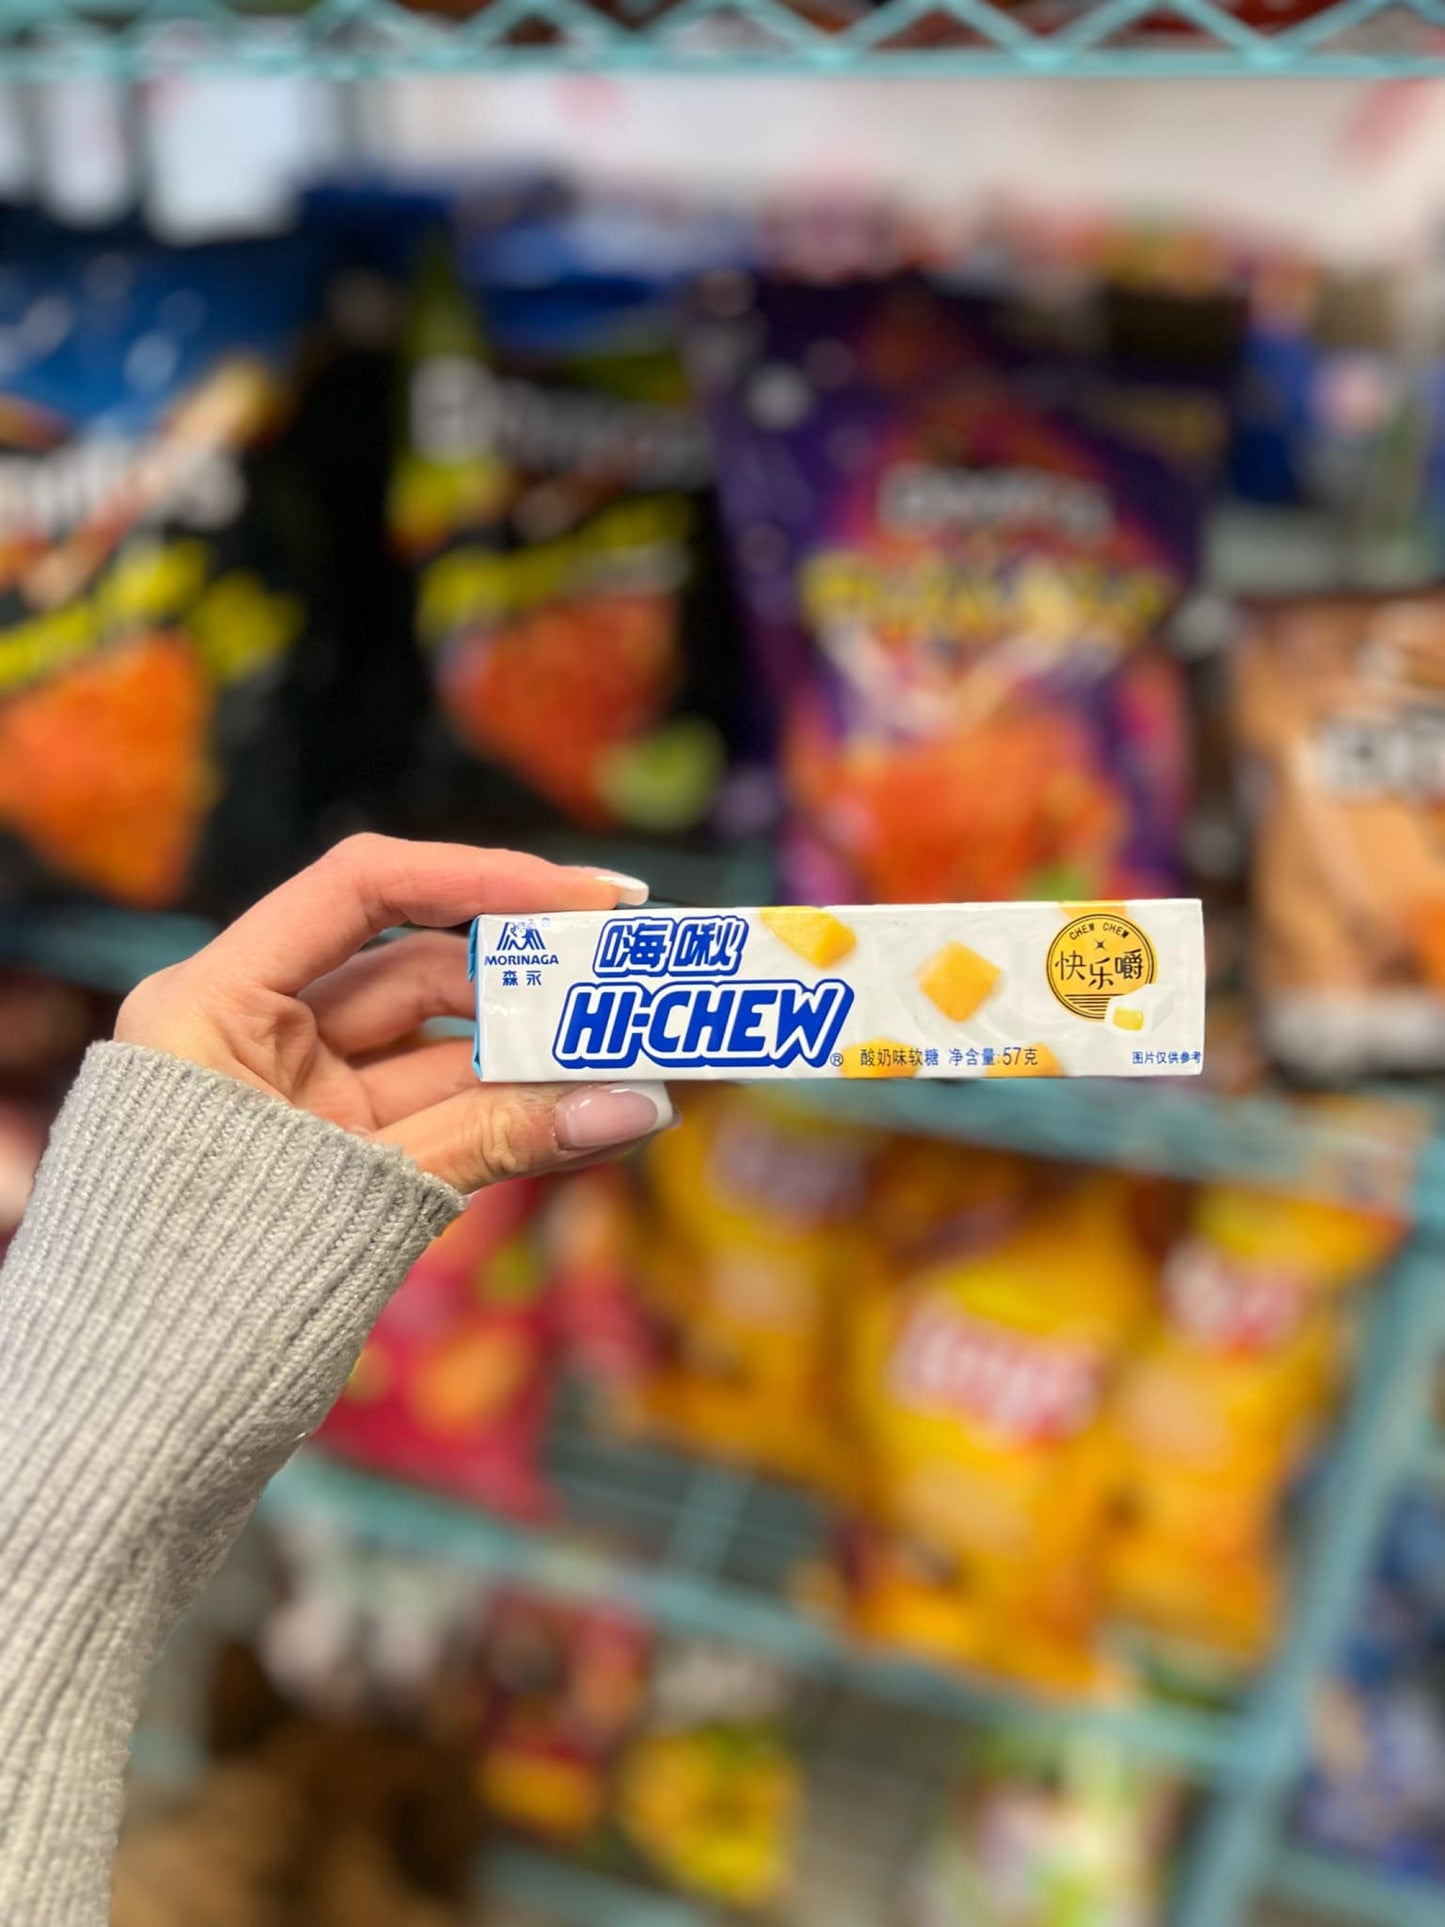 MORINAGA
森永
嗨啾
HI-CHEW®
酸奶味软糖 净含量:57克
CHEW CHEW
快乐嚼
图片仅供参考
Lay's